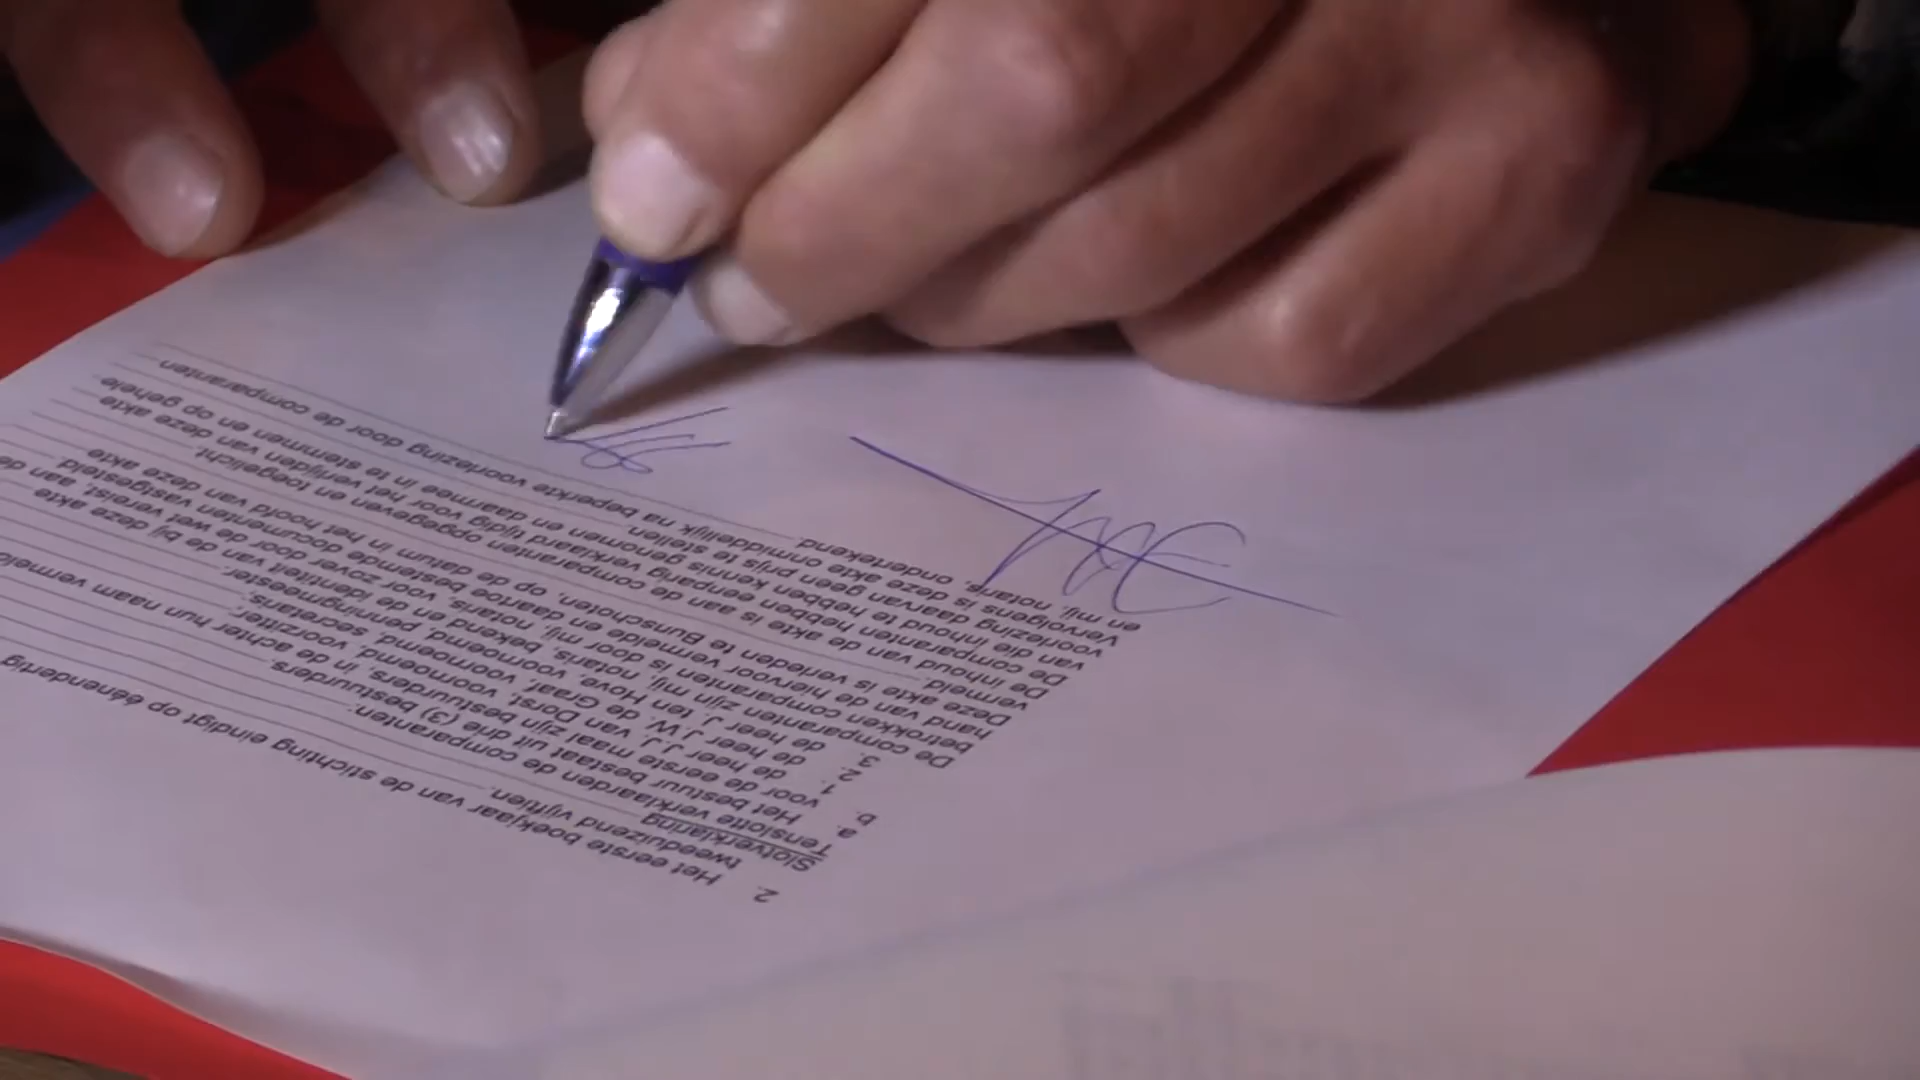 2. Het eerste boekjaar van de stichting eindigt op éénendertig
tweeduizend vijftien.
Slotverklaring
Tenslotte verklaarden de comparanten:
a. Het bestuur bestaat uit drie (3) bestuurders.
b. voor de eerste maal zijn bestuurders, in de achter hun naam vermeld
1. de heer J.J. van Dorst, voornoemd, voorzitter;
2. de heer J.W. de Graaf, voornoemd, secretaris;
3. de heer J. ten Hove, voornoemd, penningmeester.
De comparanten zijn mij, notaris, bekend en de identiteit van de bij deze akte
betrokken comparanten is door mij, notaris, voor zover door de wet vereist, aan de
hand van de hiervoor vermelde en daartoe bestemde documenten vastgesteld.
Deze akte is verleden te Bunschoten, op de datum in het hoofd van deze akte
vermeld.
De inhoud van de akte is aan de comparanten opgegeven en toegelicht.
De comparanten hebben eenparig verklaard tijdig voor het verlijden van deze akte
van die inhoud te hebben kennis genomen en daarmee in te stemmen en op gehele
voorlezing daarvan geen prijs te stellen.
Vervolgens is deze akte onmiddellijk na beperkte voorlezing door de comparanten
en mij, notaris, ondertekend.